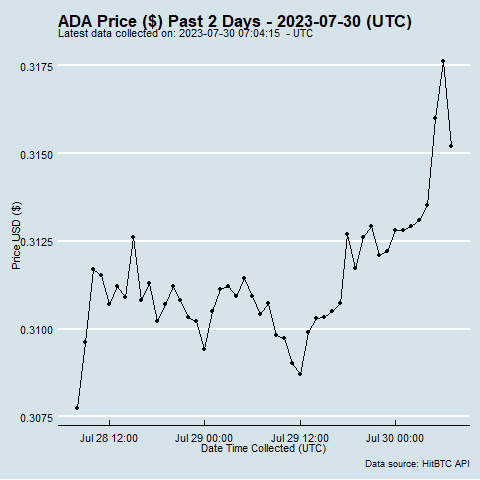 ADA Price ($) Past 2 Days - 2023-07-30 (UTC)
Latest data collected on: 2023-07-30 07:04:15 - UTC
0.3175
0.3150
0.3125
0.3100
0.3075
Price USD ($)
Jul 28 12:00
Jul 29 00:00
Jul 29 12:00
Jul 30 00:00
Date Time Collected (UTC)
Data source: HitBTC API